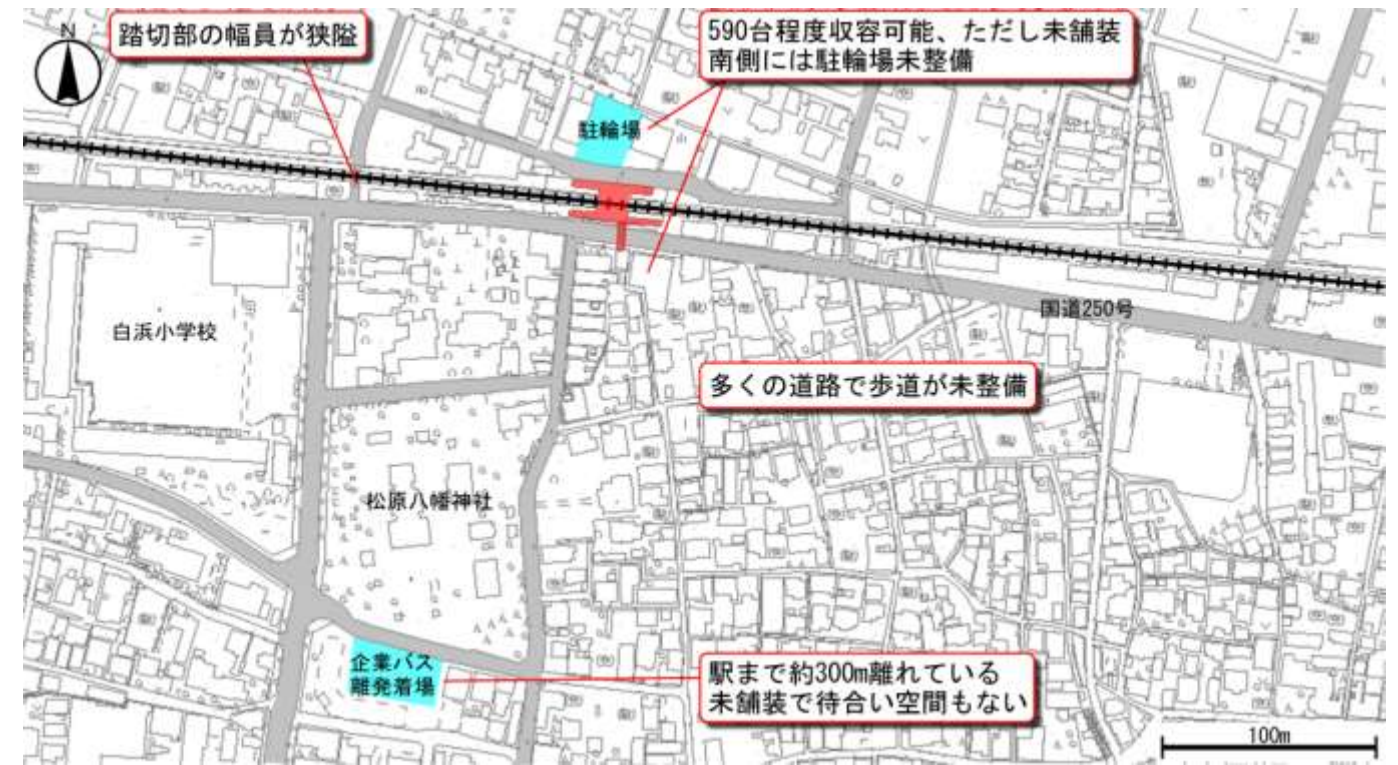 N
踏切部の幅員が狭隘
590台程度収容可能、ただし未舗装
南側には駐輪場未整備
駐輪場
国道250号
白浜小学校
多くの道路で歩道が未整備
松原八幡神社
企業バス
離発着場
駅まで約300m離れている
未舗装で待合い空間もない
100m